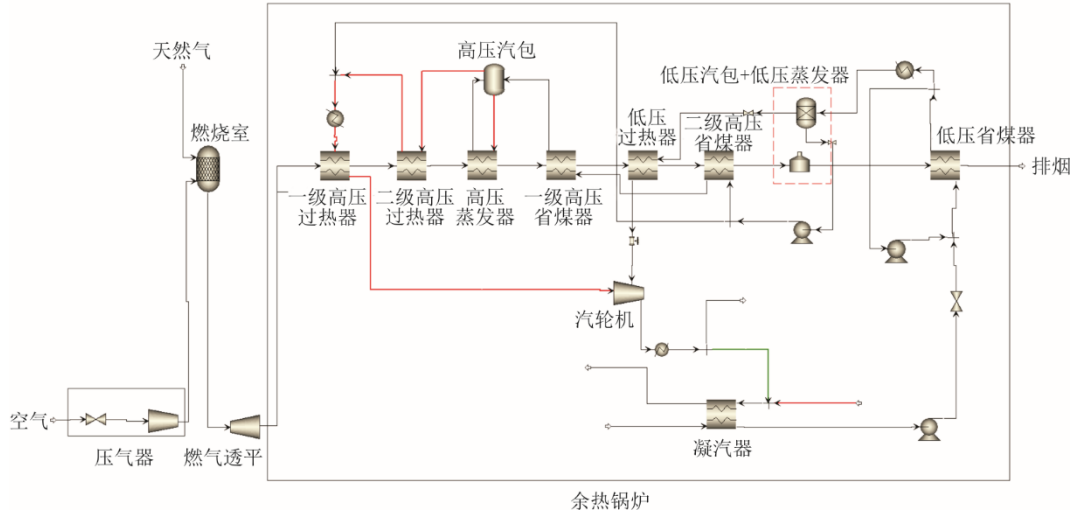 天然气
高压汽包
低压汽包+低压蒸发器
燃烧室
低压
过热器
二级高压
省煤器
低压省煤器
排烟
一级高压
过热器
二级高压
过热器
高压
蒸发器
一级高压
省煤器
汽轮机
空气
压气器
燃气透平
凝汽器
余热锅炉